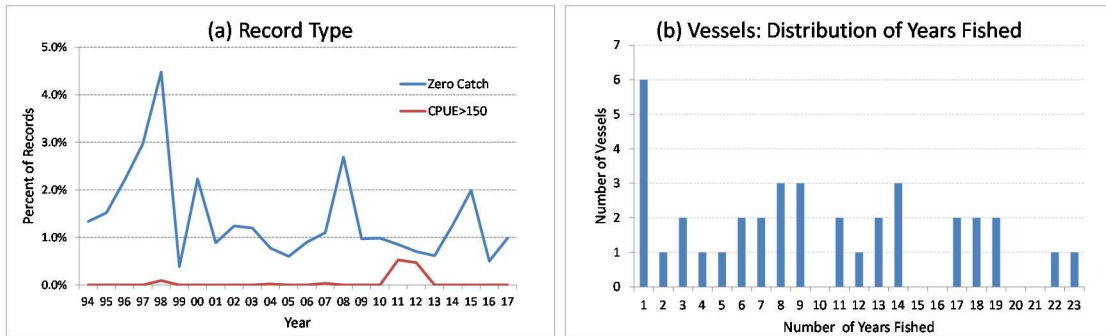 (a) Record Type
5.0%
4.0%
3.0%
2.0%
1.0%
0.0%
Percent of Records
Zero Catch
CPUE>150
94 95 96 97 98 99 00 01 02 03 04 05 06 07 08 09 10 11 12 13 14 15 16 17
Year
(b) Vessels: Distribution of Years Fished
7
6
5
4
3
2
1
0
Number of Vessels
1 2 3 4 5 6 7 8 9 10 11 12 13 14 15 16 17 18 19 20 21 22 23
Number of Years Fished